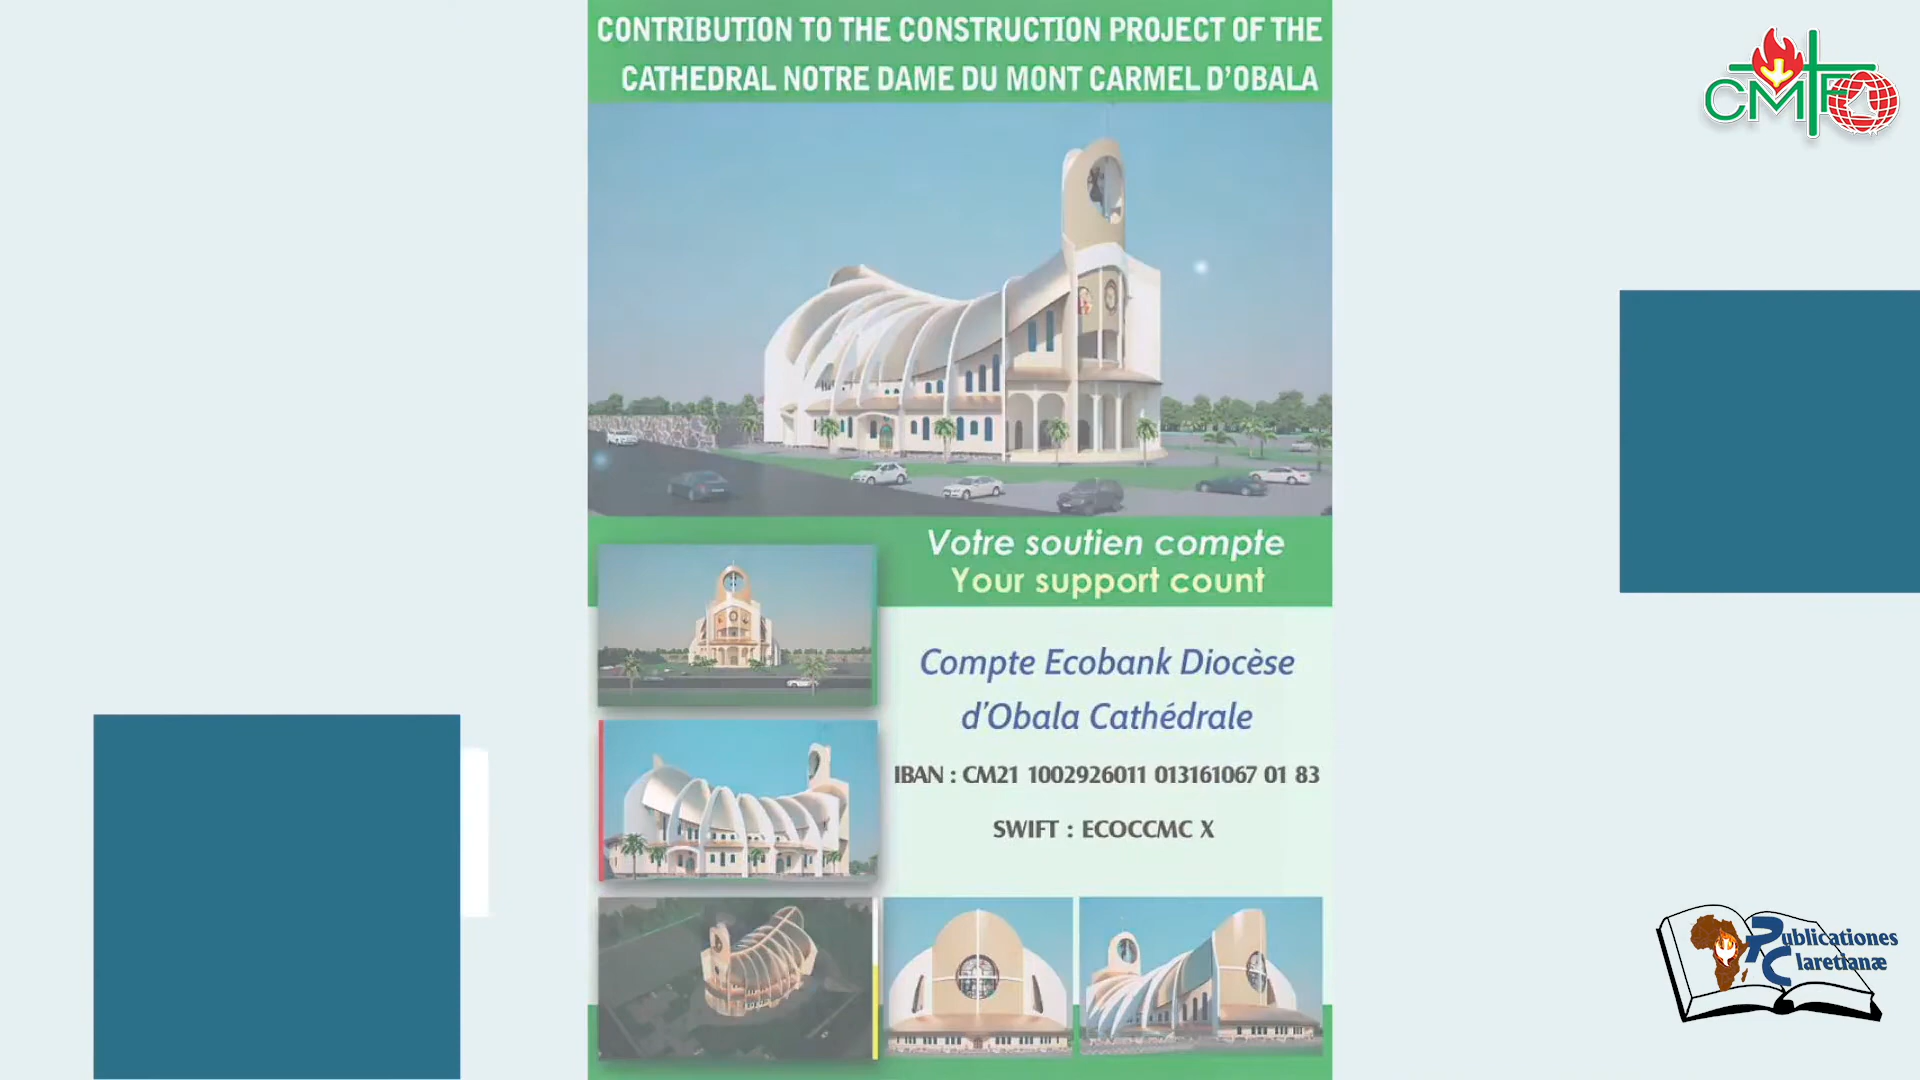 CONTRIBUTION TO THE CONSTRUCTION PROJECT OF THE
CATHEDRAL NOTRE DAME DU MONT CARMEL D'OBALA
CMF
Votre soutien compte
Your support count
Compte Ecobank Diocèse
d'Obala Cathédrale
IBAN : CM21 1002926011 013161067 01 83
SWIFT : ECOCCMC X
Publicationes
Claretianæ